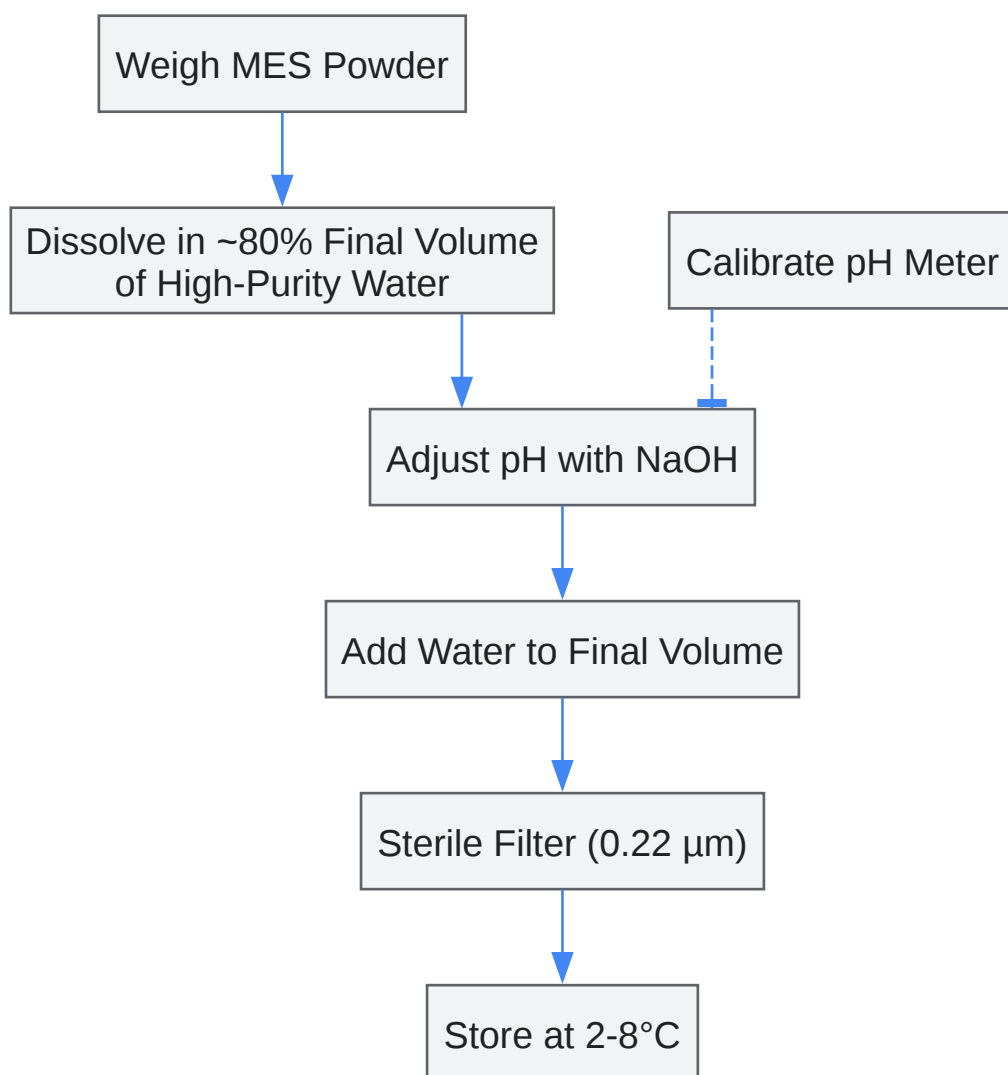 Weigh MES Powder
Dissolve in ~80% Final Volume
of High-Purity Water
Calibrate pH Meter
Adjust pH with NaOH
Add Water to Final Volume
Sterile Filter (0.22 µm)
Store at 2-8°C